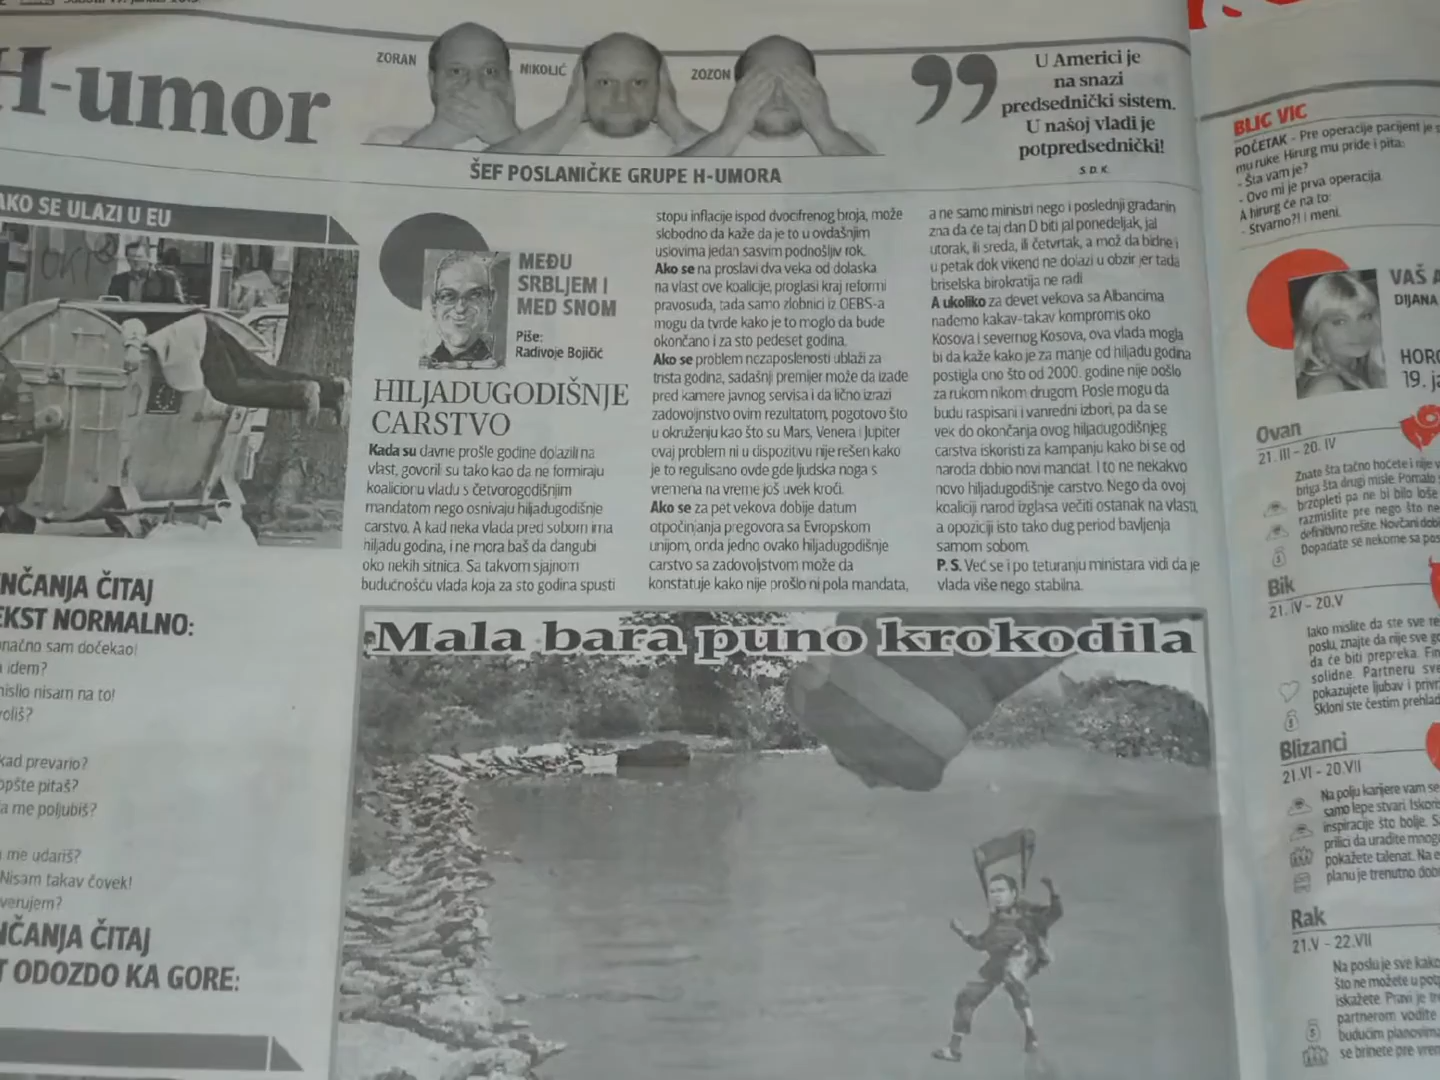 H-umor
ZORAN
NIKOLIĆ
ZOZON
ŠEF POSLANIČKE GRUPE H-UMORA
U Americi je
na snazi
predsednički sistem.
U našoj vladi je
potpredsednički!
S. D. K.
AKO SE ULAZI U EU
MEĐU
SRBLJEM I
MED SNOM
Piše:
Radivoje Bojičić
HILJADUGODIŠNJE
CARSTVO
Kada su davne prošle godine dolazili na
vlast, govorili su tako kao da ne formiraju
koalicionu vladu s četvorogodišnjim
mandatom nego osnivaju hiljadugodišnje
carstvo. A kad neka vlada pred sobom ima
hiljadu godina, i ne mora baš da dangubi
oko nekih sitnica. Sa takvom sjajnom
budućnošću vlada koja za sto godina spusti
stopu inflacije ispod dvocifrenog broja, može
slobodno da kaže da je to u ovdašnjim
uslovima jedan sasvim podnošljiv rok.
Ako se na proslavi dva veka od dolaska
na vlast ove koalicije, proglasi kraj reformi
pravosuđa, tada samo zlobnici iz OEBS-a
mogu da tvrde kako je to moglo da bude
okončano i za sto pedeset godina.
Ako se problem nezaposlenosti ublaži za
trista godina, sadašnji premijer može da izađe
pred kamere javnog servisa i da lično izrazi
zadovoljstvo ovim rezultatom, pogotovo što
u okruženju kao što su Mars, Venera i Jupiter
ovaj problem ni u dispozitivu nije rešen kako
je to regulisano ovde gde ljudska noga s
vremena na vreme još uvek kroči.
Ako se za pet vekova dobije datum
otpočinjanja pregovora sa Evropskom
unijom, onda jedno ovako hiljadugodišnje
carstvo sa zadovoljstvom može da
konstatuje kako nije prošlo ni pola mandata,
a ne samo ministri nego i poslednji građanin
zna da će taj dan D biti jal ponedeljak, jal
utorak, ili sreda, ili četvrtak, a mož da bidne i
u petak dok vikend ne dolazi u obzir jer tada
briselska birokratija ne radi.
A ukoliko za devet vekova sa Albancima
nađemo kakav-takav kompromis oko
Kosova i severnog Kosova, ova vlada mogla
bi da kaže kako je za manje od hiljadu godina
postigla ono što od 2000. godine nije pošlo
za rukom nikom drugom. Posle mogu da
budu raspisani i vanredni izbori, pa da se
vek do okončanja ovog hiljadugodišnjeg
carstva iskoristi za kampanju kako bi se od
naroda dobio novi mandat. I to ne nekakvo
novo hiljadugodišnje carstvo. Nego da ovoj
koaliciji narod izglasa večiti ostanak na vlasti,
a opoziciji isto tako dug period bavljenja
samom sobom.
P. S. Već se i po teturanju ministara vidi da je
vlada više nego stabilna.
Mala bara puno krokodila
NČANJA ČITAJ
EKST NORMALNO:
onačno sam dočekao!
idem?
mislio nisam na to!
voliš?
kad prevario?
opšte pitaš?
a me poljubiš?
me udariš?
Nisam takav čovek!
verujem?
NČANJA ČITAJ
T ODOZDO KA GORE:
BLIC VIC
POČETAK - Pre operacije pacijent je
mu ruke. Hirurg mu priđe i pita:
- Šta vam je?
- Ovo mi je prva operacija.
A hirurg će na to:
- Stvarno?! I meni.
VAŠ
DIJANA
HORO
19. ja
Ovan
21. III - 20. IV
Znate šta tačno hoćete i nije v
briga šta drugi misle. Pomalo
brzopleti pa ne bi bilo loše
razmislite pre nego što ne
definitivno rešite. Novčani dobi
Dopadate se nekome sa pos
Bik
21. IV - 20.V
Iako mislite da ste sve re
poslu, znajte da nije sve go
da će biti prepreka. Fin
solidne. Partneru sve
pokazujete ljubav i privr
Skloni ste čestim prehlad
Blizanci
21.VI - 20.VII
Na polju karijere vam se
samo lepe stvari. Iskoris
inspiracije što bolje. S
prilici da uradite mnoga
pokažete talenat. Na e
planu je trenutno dobr
Rak
21.V - 22.VII
Na poslu je sve kako
što ne možete u potp
iskažete. Pravi je tre
partnerom vodite
budućim planovima
se brinete pre vrem